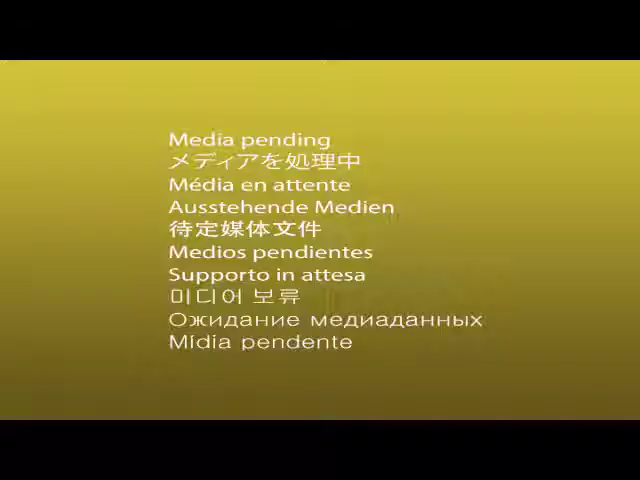 Media pending
メディアを処理中
Média en attente
Ausstehende Medien
待定媒体文件
Medios pendientes
Supporto in attesa
미디어 보류
Ожидание медиаданных
Mídia pendente